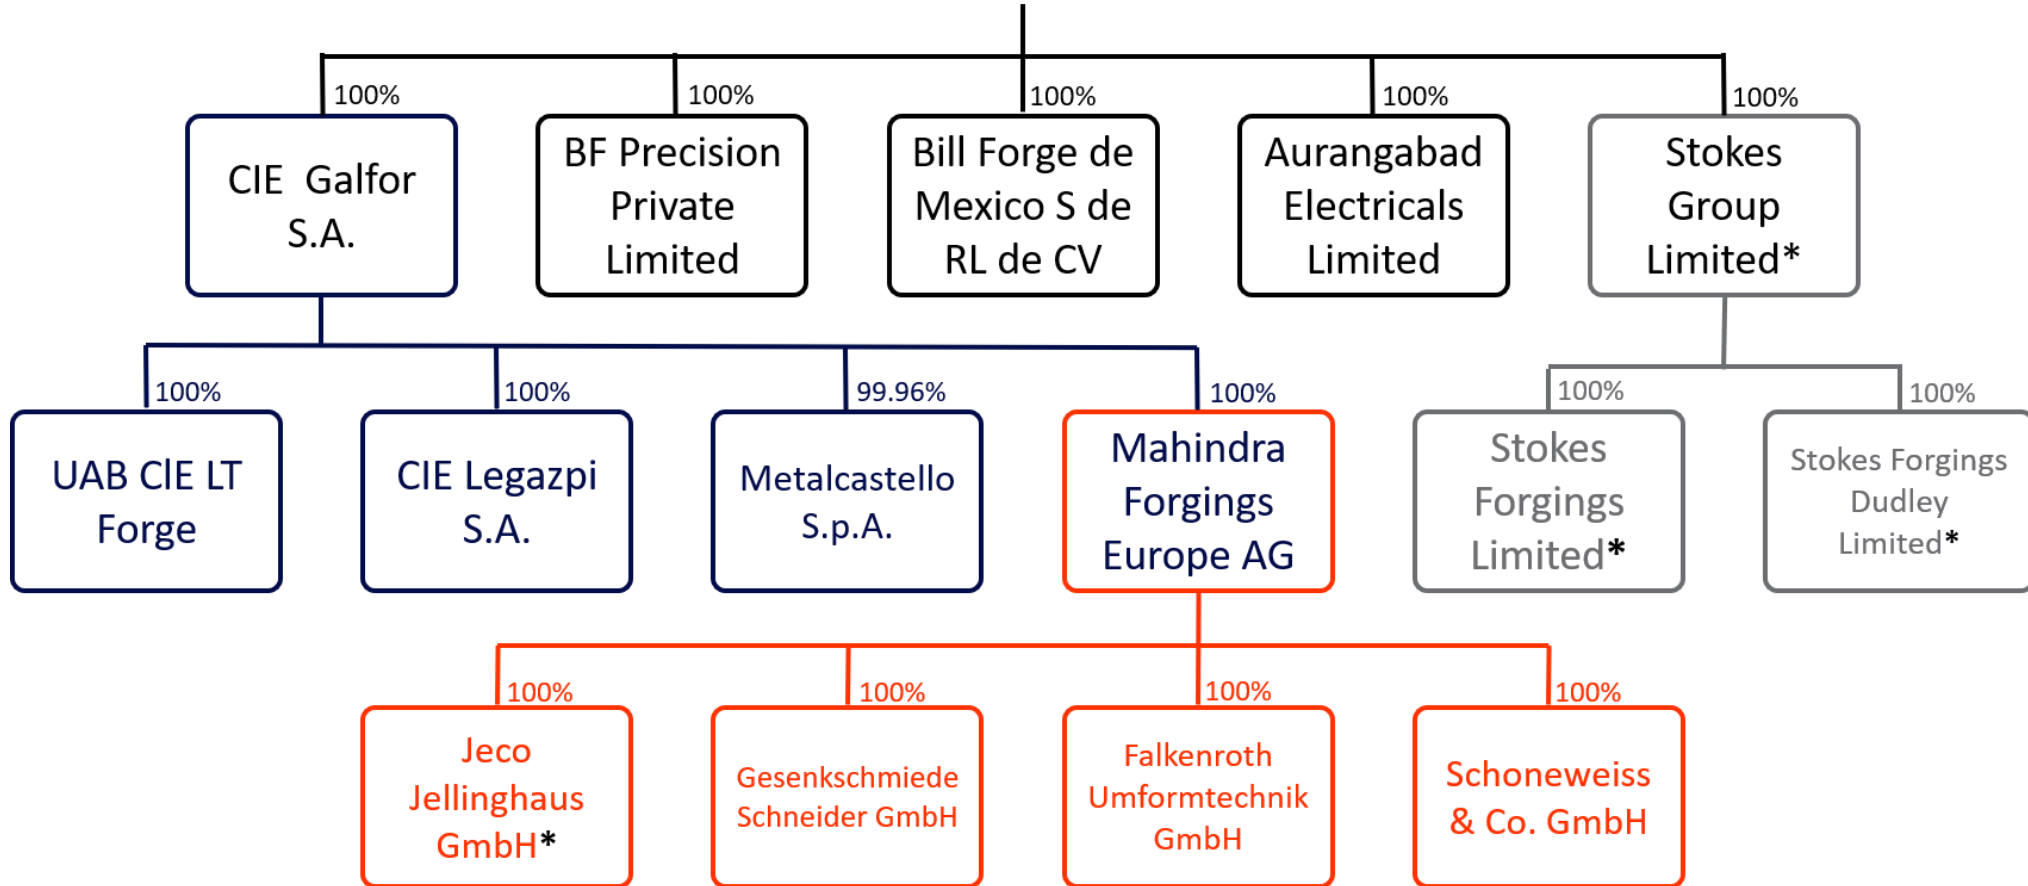 100%
100%
100%
100%
100%
CIE Galfor
S.A.
BF Precision
Private
Limited
Bill Forge de
Mexico S de
RL de CV
Aurangabad
Electricals
Limited
Stokes
Group
Limited*
100%
100%
99.96%
100%
100%
100%
UAB CIE LT
Forge
CIE Legazpi
S.A.
Metalcastello
S.p.A.
Mahindra
Forgings
Europe AG
Stokes
Forgings
Limited*
Stokes Forgings
Dudley
Limited*
100%
100%
100%
100%
Jeco
Jellinghaus
GmbH*
Gesenkschmiede
Schneider GmbH
Falkenroth
Umformtechnik
GmbH
Schoneweiss
& Co. GmbH